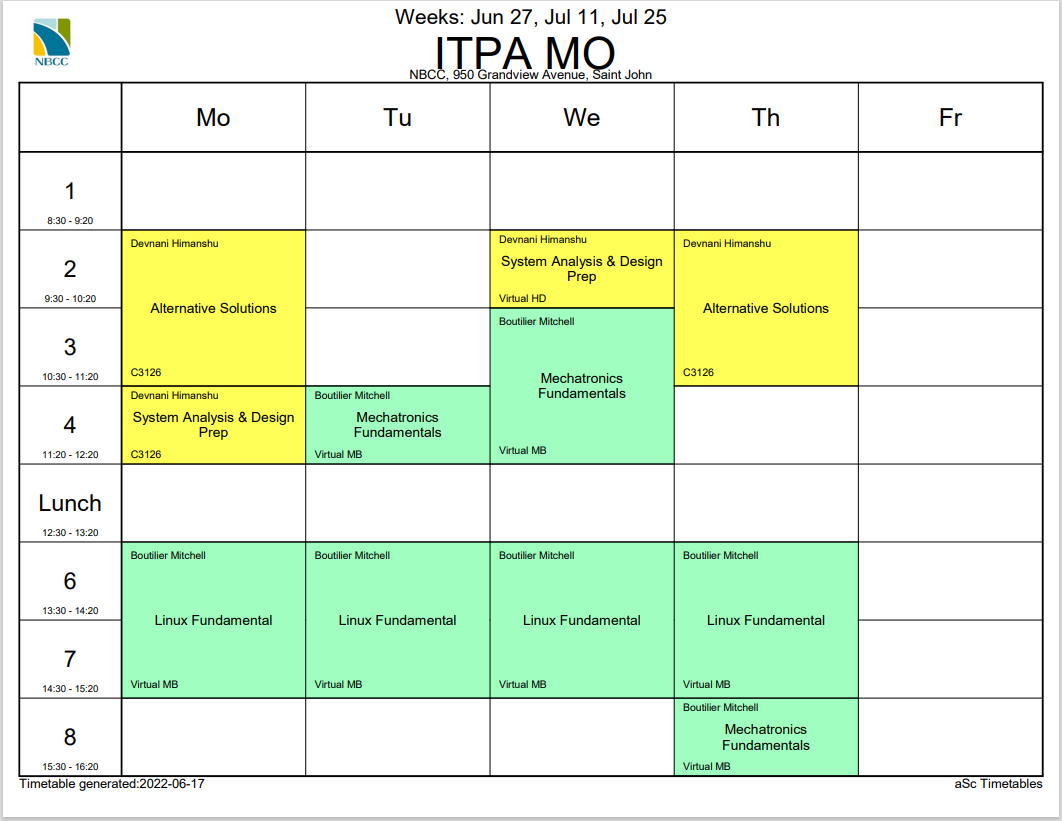 Weeks: Jun 27, Jul 11, Jul 25
ITPA MO
NBCC
NBCC, 950 Grandview Avenue, Saint John
Mo
Tu
We
Th
Fr
1
8:30 - 9:20
2
9:30 - 10:20
Devnani Himanshu
Alternative Solutions
C3126
Devnani Himanshu
System Analysis & Design
Prep
Virtual HD
Devnani Himanshu
Alternative Solutions
C3126
3
10:30 - 11:20
Boutilier Mitchell
Mechatronics
Fundamentals
Virtual MB
4
11:20 - 12:20
Devnani Himanshu
System Analysis & Design
Prep
C3126
Boutilier Mitchell
Mechatronics
Fundamentals
Virtual MB
Lunch
12:30 - 13:20
6
13:30 - 14:20
7
14:30 - 15:20
Boutilier Mitchell
Linux Fundamental
Virtual MB
Boutilier Mitchell
Linux Fundamental
Virtual MB
Boutilier Mitchell
Linux Fundamental
Virtual MB
Boutilier Mitchell
Linux Fundamental
Virtual MB
8
15:30 - 16:20
Boutilier Mitchell
Mechatronics
Fundamentals
Virtual MB
Timetable generated:2022-06-17
aSc Timetables